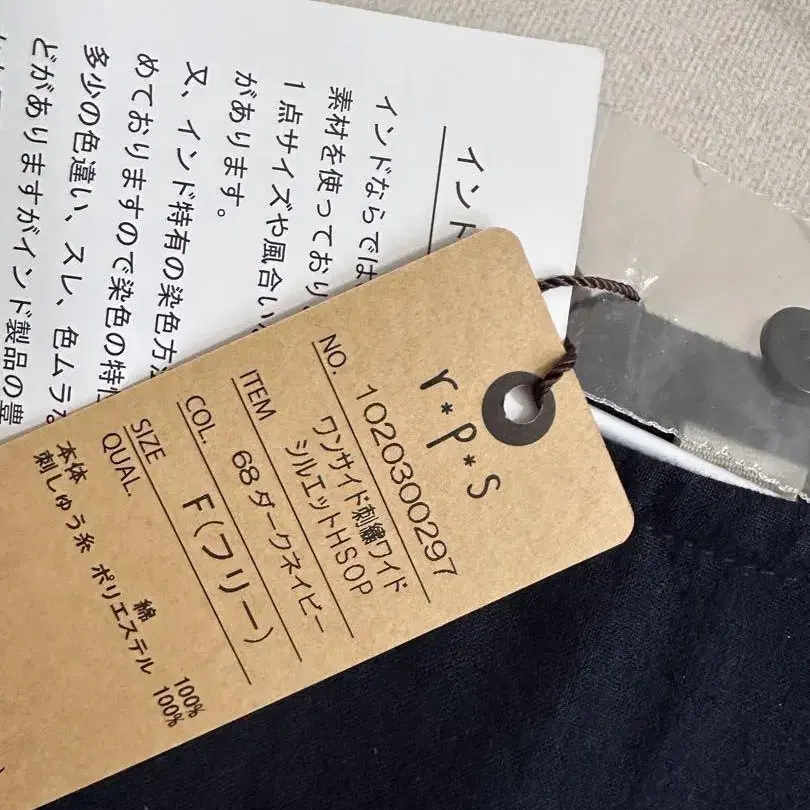 r*p*s
NO. 1020300297
ワンサイド刺繍ワイド
ITEM シルエットHSOP
COL. 68ダークネイビー
SIZE F(フリー)
QUAL.
本体 綿 100%
刺しゅう糸 ポリエステル 100%
インド
インドならでは
素材を使っており
1点サイズや風合い
があります。
又、インド特有の染色方法
めておりますので染色の特性
多少の色違い、スレ、色ムラな
どがありますがインド製品の